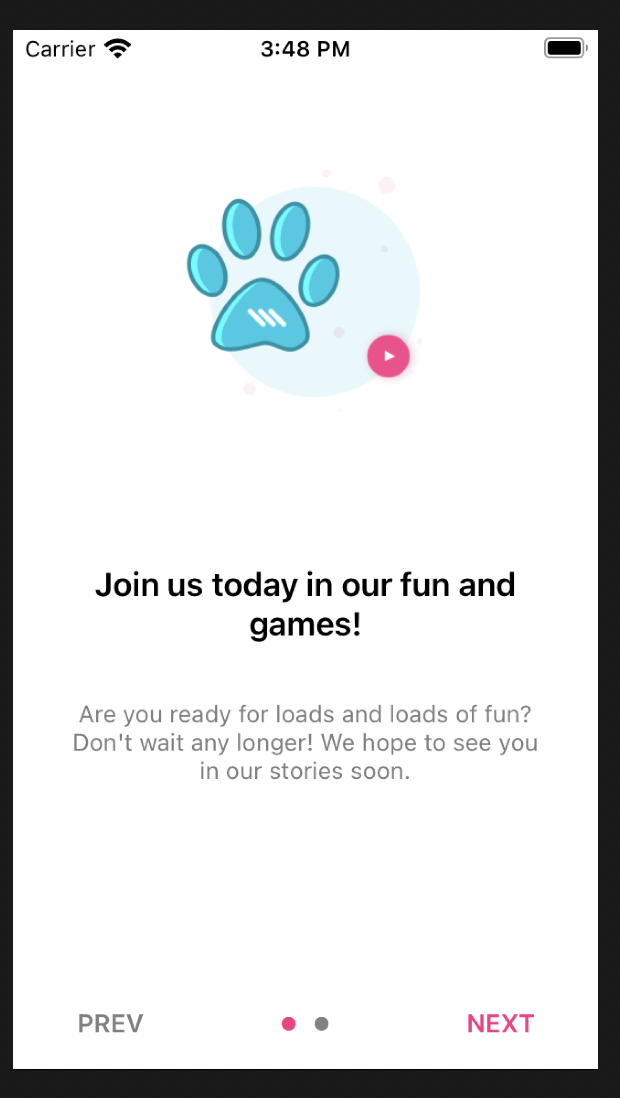 Carrier 3:48 PM
Join us today in our fun and
games!
Are you ready for loads and loads of fun?
Don't wait any longer! We hope to see you
in our stories soon.
PREV NEXT